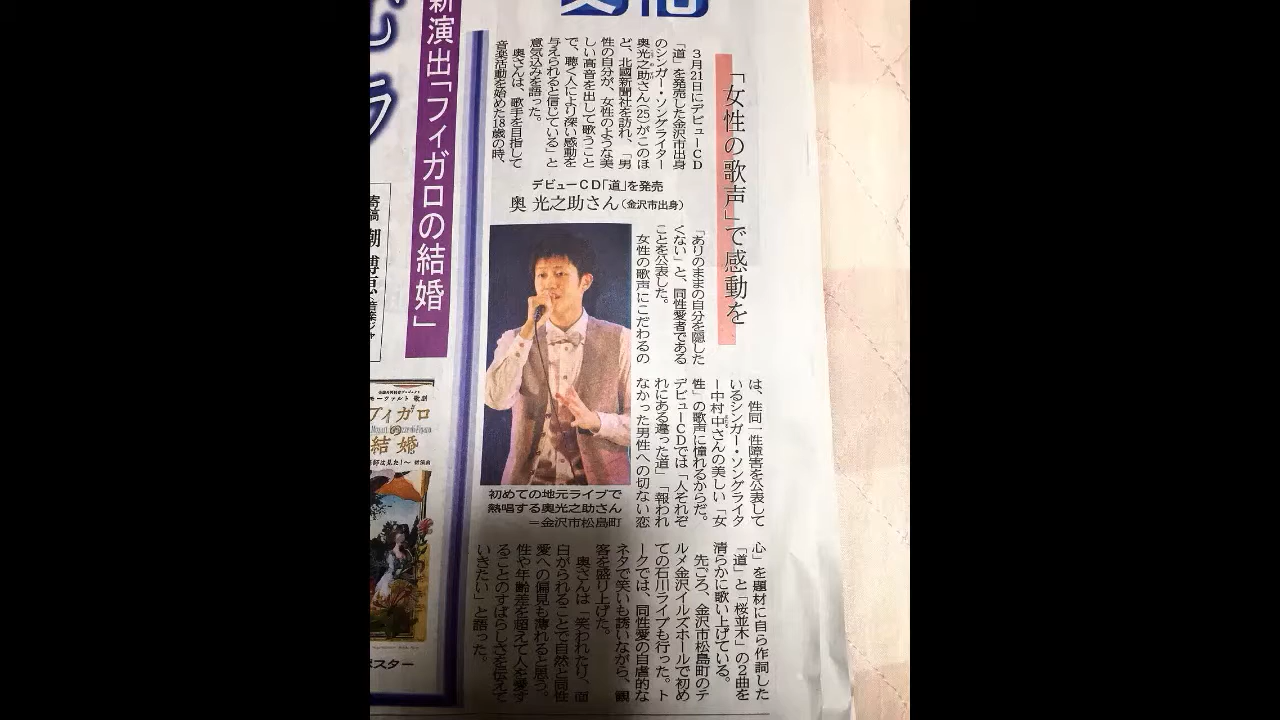 「女性の歌声」で感動を
３月21日にデビューＣＤ
「道」を発売した金沢市出身
のシンガー・ソングライター
奥光之助さん(25)がこのほ
ど、北國新聞社を訪れ、「男
性の自分が、女性のような美
しい高音を出して歌うこと
で、聴く人により深い感動を
与えられると信じている」と
意気込みを語った。
奥さんは、歌手を目指して
音楽活動を始めた18歳の時、
デビューＣＤ「道」を発売
奥 光之助さん（金沢市出身）
「ありのままの自分を隠した
くない」と、同性愛者である
ことを公表した。
女性の歌声にこだわるの
は、性同一性障害を公表して
いるシンガー・ソングライタ
ー中村中さんの美しい「女
性」の歌声に憧れるからだ。
デビューＣＤでは「人それぞ
れにある違った道」「報われ
なかった男性への切ない恋
初めての地元ライブで
熱唱する奥光之助さん
＝金沢市松島町
心」を題材に自ら作詞した
「道」と「桜並木」の２曲を
清らかに歌い上げている。
先ごろ、金沢市松島町のテ
ルメ金沢イルズホールで初め
ての石川ライブも行った。ト
ークでは、同性愛の自虐的な
ネタで笑いも誘いながら、観
客を盛り上げた。
奥さんは「笑われたり、面
白がられることで自然と同性
愛への偏見も薄れると思う。
性や年齢差を超えて人を愛す
ることのすばらしさを伝えて
いきたい」と語った。
新演出「フィガロの結婚」
寄稿
モーツァルト 歌劇
フィガロ
の
結婚
ポスター